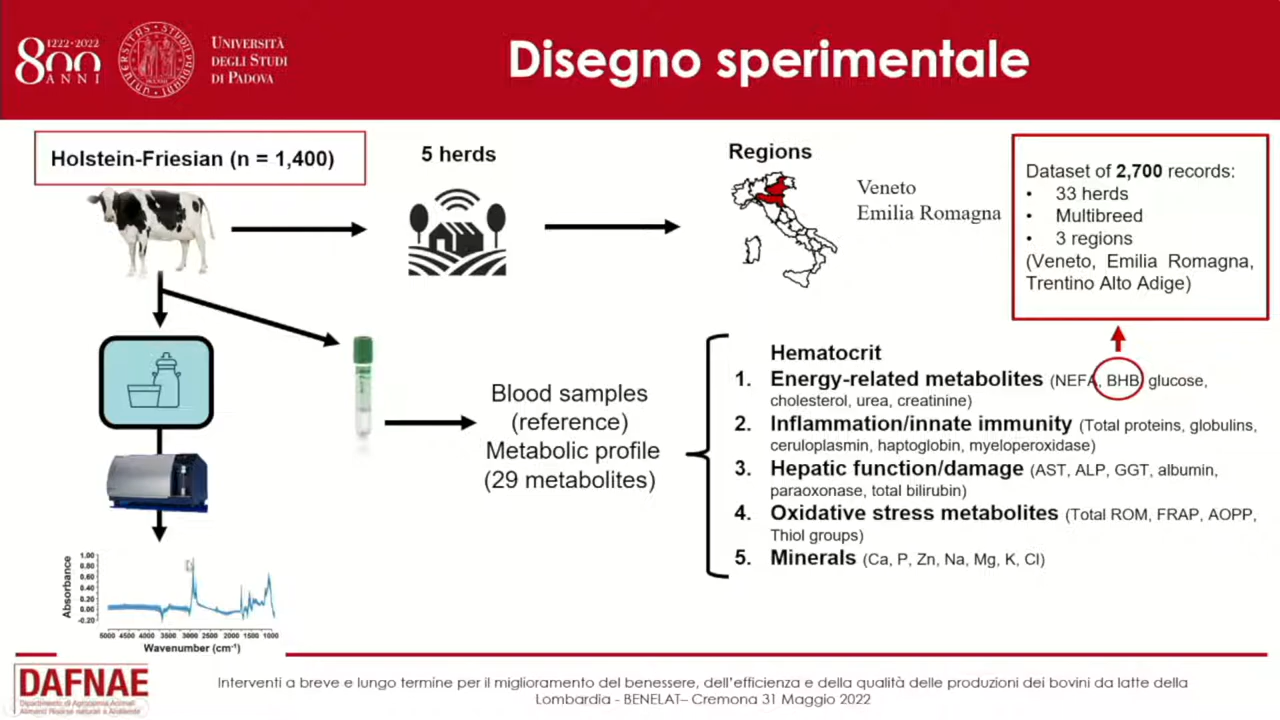 1222·2022
800
ANNI
UNIVERSITÀ
DEGLI STUDI
DI PADOVA
Disegno sperimentale
Holstein-Friesian (n = 1,400)
5 herds
Regions
Veneto
Emilia Romagna
Dataset of 2,700 records:
• 33 herds
• Multibreed
• 3 regions
(Veneto, Emilia Romagna,
Trentino Alto Adige)
Blood samples
(reference)
Metabolic profile
(29 metabolites)
Hematocrit
1. Energy-related metabolites (NEFA, BHB, glucose,
cholesterol, urea, creatinine)
2. Inflammation/innate immunity (Total proteins, globulins,
ceruloplasmin, haptoglobin, myeloperoxidase)
3. Hepatic function/damage (AST, ALP, GGT, albumin,
paraoxonase, total bilirubin)
4. Oxidative stress metabolites (Total ROM, FRAP, AOPP,
Thiol groups)
5. Minerals (Ca, P, Zn, Na, Mg, K, Cl)
Absorbance
1.00
0.80
0.60
0.40
0.20
0.00
-0.20
5000 4500 4000 3500 3000 2500 2000 1500 1000
Wavenumber (cm⁻¹)
DAFNAE
Dipartimento di Agronomia Animali
Alimenti Risorse naturali e Ambiente
Interventi a breve e lungo termine per il miglioramento del benessere, dell'efficienza e della qualità delle produzioni dei bovini da latte della
Lombardia - BENELAT– Cremona 31 Maggio 2022